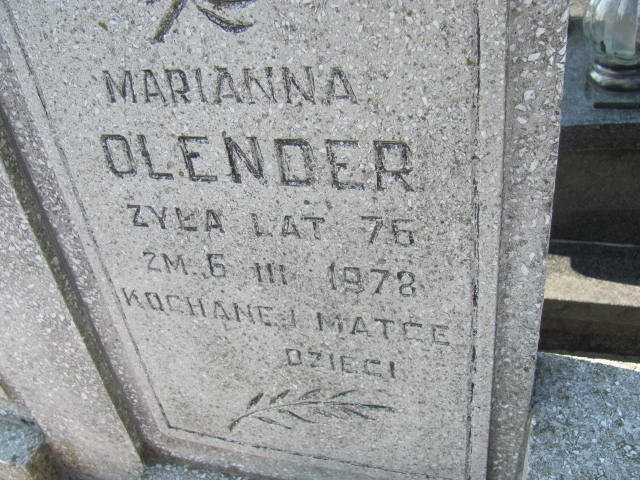 MARIANNA
OLENDER
ŻYŁA LAT 76
ZM. 6 III 1978
KOCHANEJ MATCE
DZIECI